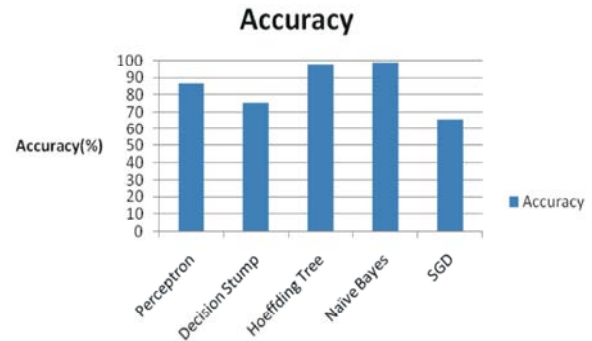 Accuracy
100
90
80
70
60
50
40
30
20
10
0
Accuracy(%)
Perceptron
Decision Stump
Hoeffding Tree
Naïve Bayes
SGD
Accuracy